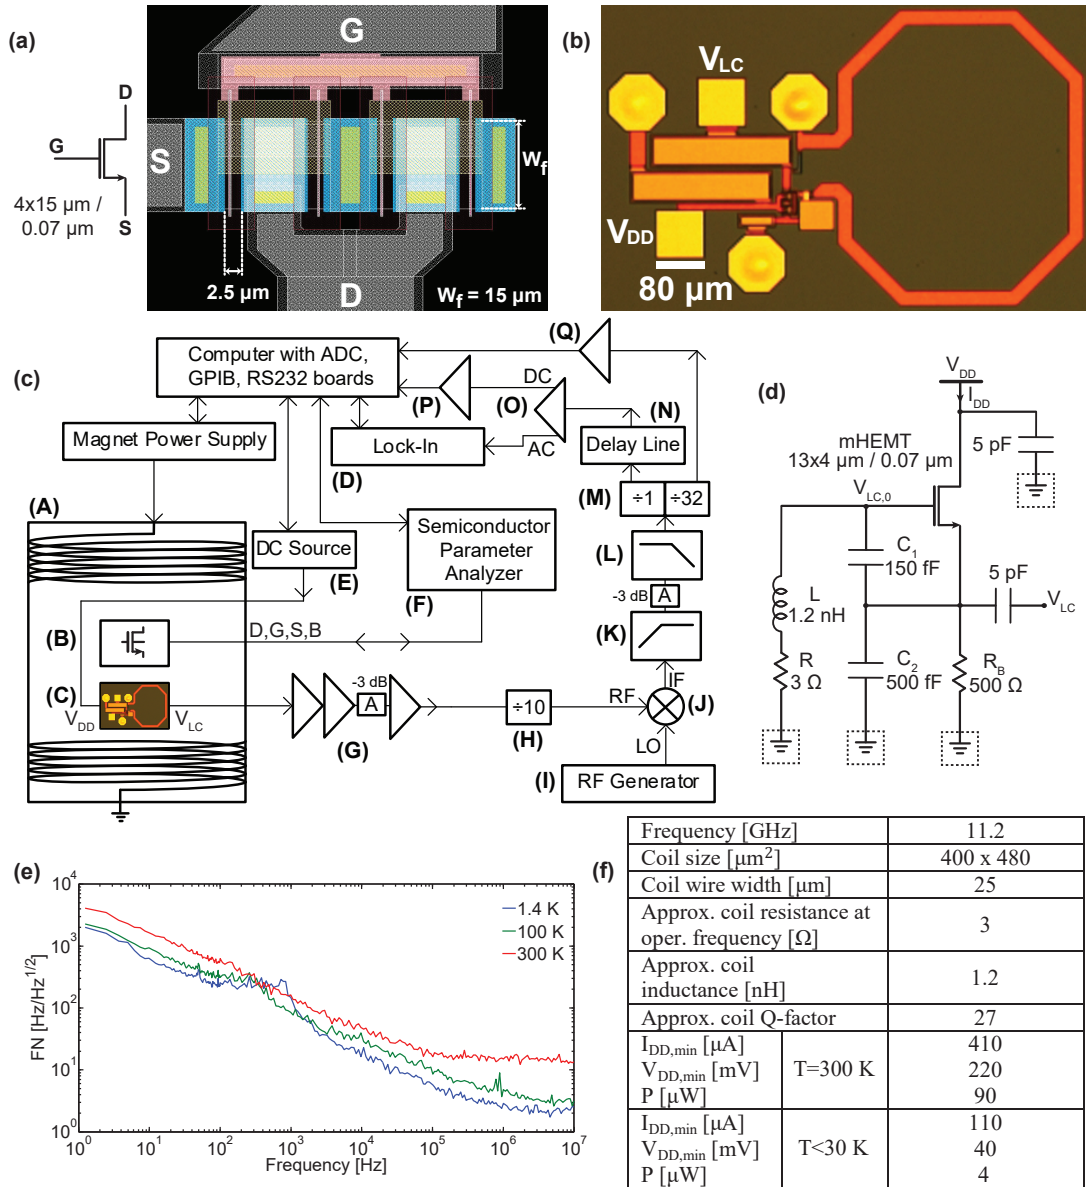 (a)
G
D
G
S
4x15 µm /
0.07 µm
S
W_f
2.5 µm
D
W_f = 15 µm
(b)
V_LC
V_DD
80 µm
(c)
Computer with ADC,
GPIB, RS232 boards
(Q)
DC
(P)
(O)
(N)
Magnet Power Supply
Lock-In
AC
Delay Line
(D)
(M)
÷1
÷32
(A)
DC Source
(E)
Semiconductor
Parameter
Analyzer
(F)
(L)
-3 dB
A
(K)
(B)
D,G,S,B
(C)
V_DD
V_LC
-3 dB
A
(G)
÷10
(H)
RF
IF
(J)
LO
(I)
RF Generator
(d)
V_DD
I_DD
mHEMT
13x4 µm / 0.07 µm
5 pF
V_LC,0
C_1
150 fF
5 pF
V_LC
L
1.2 nH
R
3 Ω
C_2
500 fF
R_B
500 Ω
(e)
FN [Hz/Hz^1/2]
10^4
10^3
10^2
10^1
10^0
1.4 K
100 K
300 K
10^0 10^1 10^2 10^3 10^4 10^5 10^6 10^7
Frequency [Hz]
(f)
Frequency [GHz] 11.2
Coil size [µm²] 400 x 480
Coil wire width [µm] 25
Approx. coil resistance at
oper. frequency [Ω] 3
Approx. coil
inductance [nH] 1.2
Approx. coil Q-factor 27
I_DD,min [µA] 410
V_DD,min [mV] T=300 K 220
P [µW] 90
I_DD,min [µA] 110
V_DD,min [mV] T<30 K 40
P [µW] 4